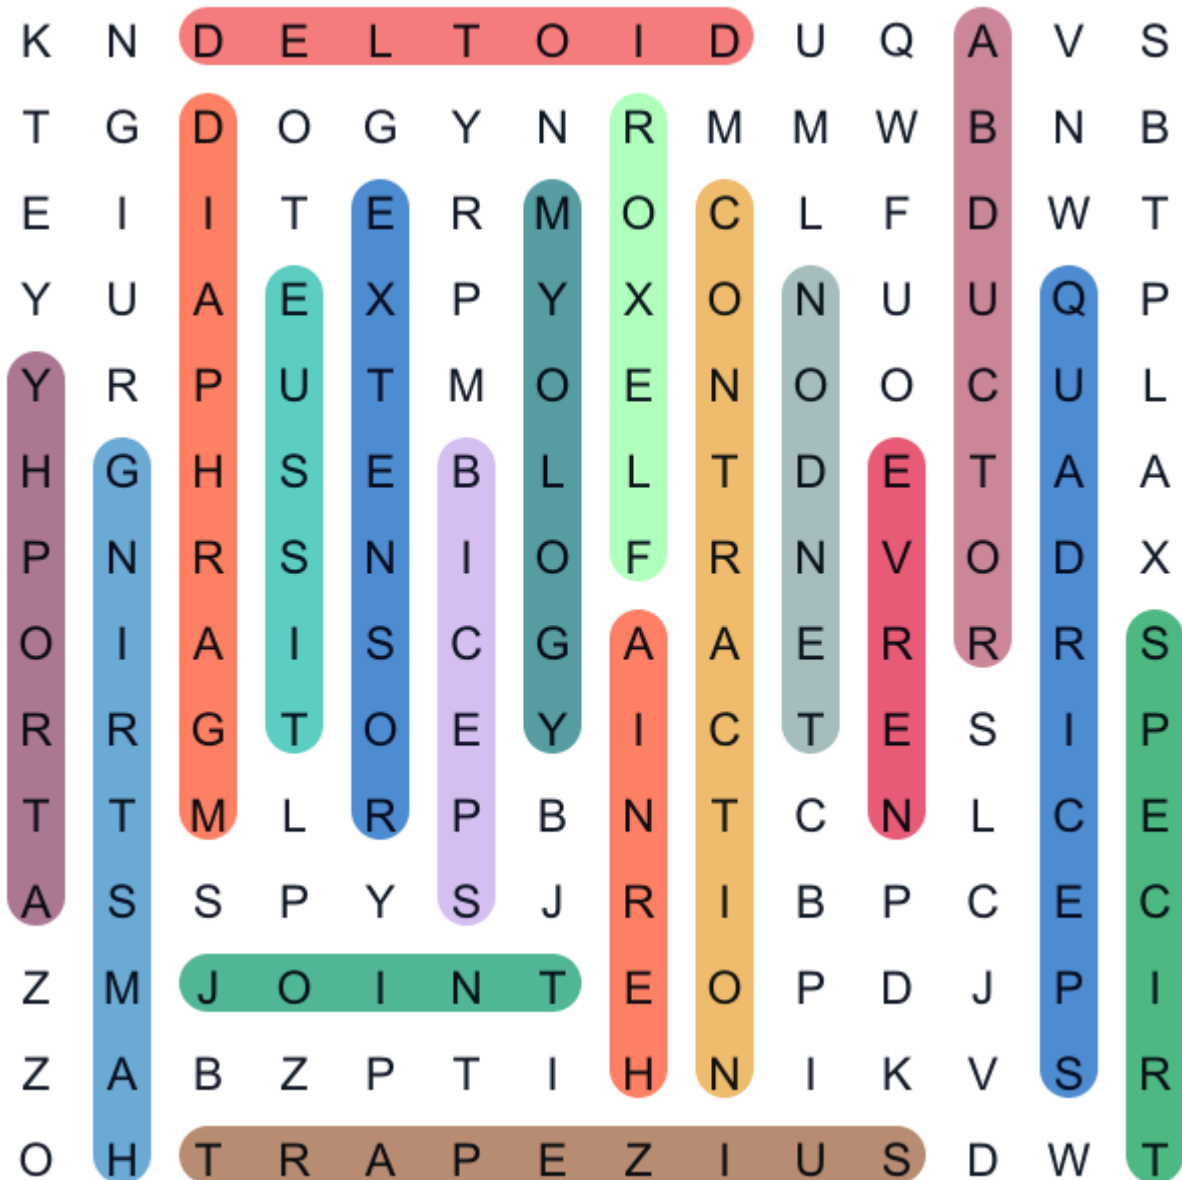 K N D E L T O I D U Q A V S
T G D O G Y N R M M W B N B
E I I T E R M O C L F D W T
Y U A E X P Y X O N U U Q P
Y R P U T M O E N O O C U L
H G H S E B L L T D E T A A
P N R S N I O F R N V O D X
O I A I S C G A A E R R R S
R R G T O E Y I C T E S I P
T T M L R P B N T C N L C E
A S S P Y S J R I B P C E C
Z M J O I N T E O P D J P I
Z A B Z P T I H N I K V S R
O H T R A P E Z I U S D W T